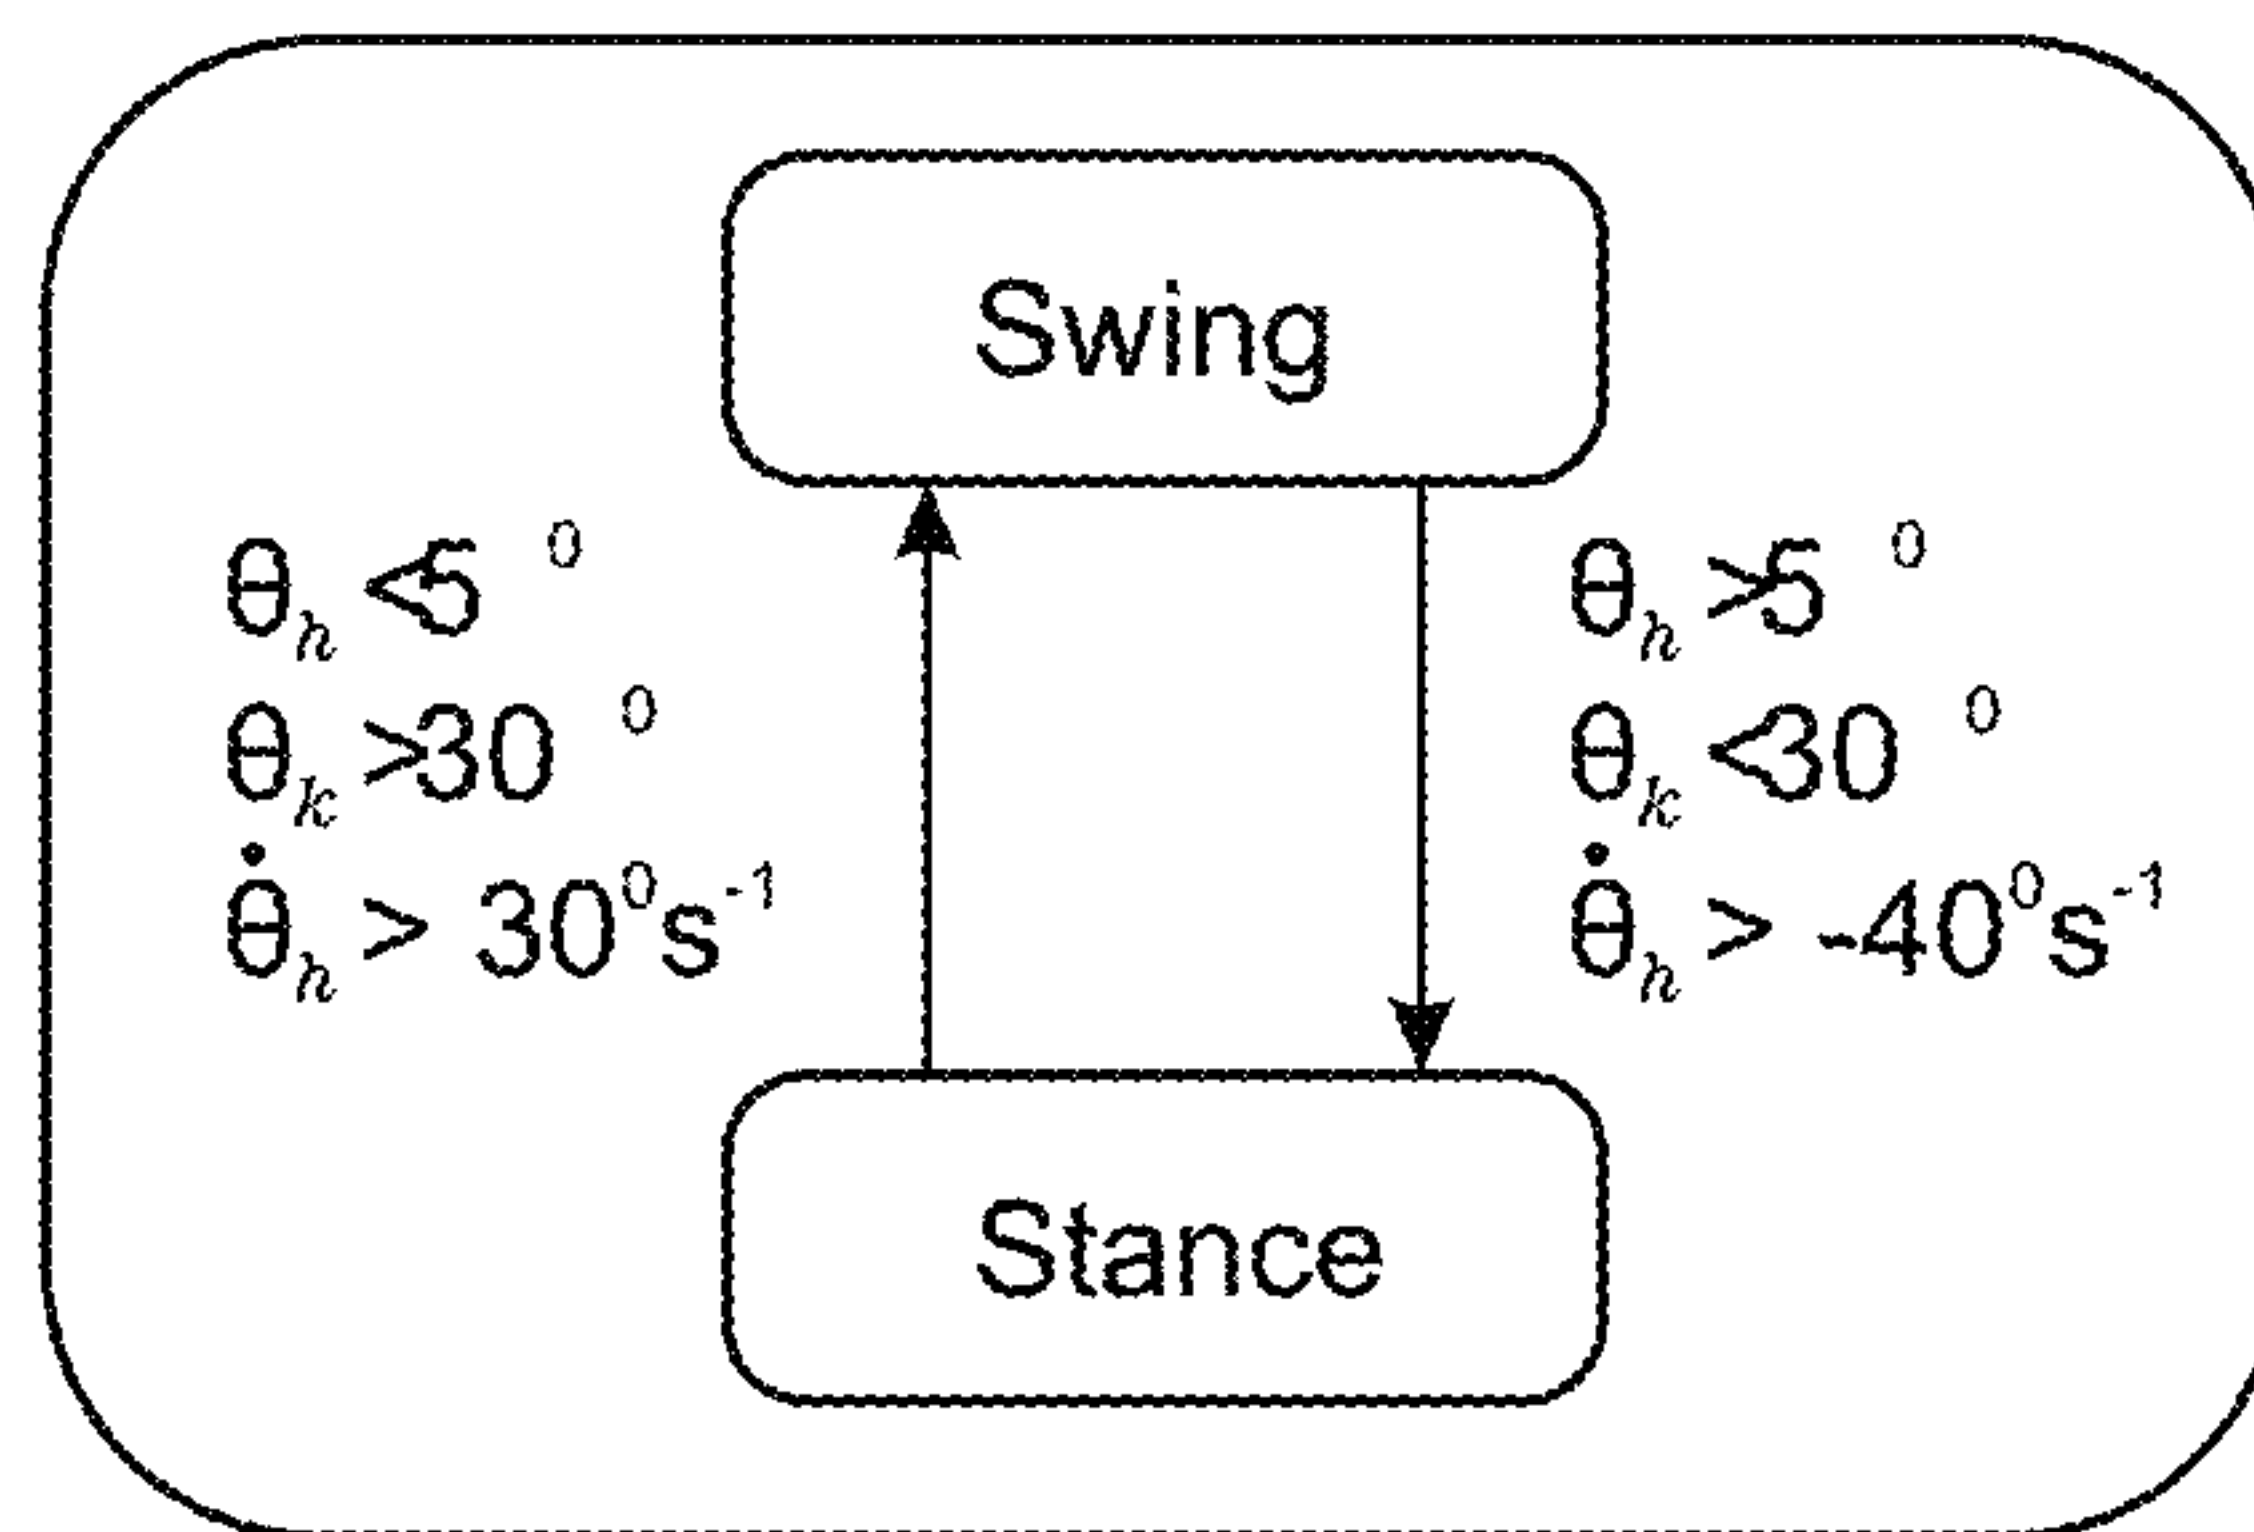 Swing
θₕ <5 ⁰
θₖ >30 ⁰
θ̇ₕ > 30⁰s⁻¹
θₕ >5 ⁰
θₖ <30 ⁰
θ̇ₕ > -40⁰s⁻¹
Stance